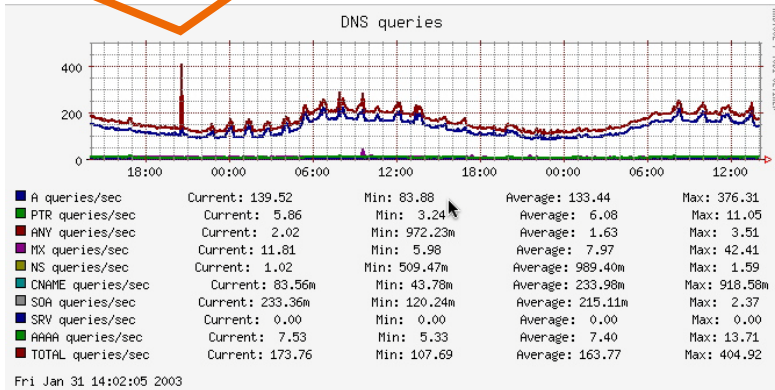 DNS queries
400
200
0
18:00 00:00 06:00 12:00 18:00 00:00 06:00 12:00
A queries/sec Current: 139.52 Min: 83.88 Average: 133.44 Max: 376.31
PTR queries/sec Current: 5.86 Min: 3.24 Average: 6.08 Max: 11.05
ANY queries/sec Current: 2.02 Min: 972.23m Average: 1.63 Max: 3.51
MX queries/sec Current: 11.81 Min: 5.98 Average: 7.97 Max: 42.41
NS queries/sec Current: 1.02 Min: 509.47m Average: 989.40m Max: 1.59
CNAME queries/sec Current: 83.56m Min: 43.78m Average: 233.98m Max: 918.58m
SOA queries/sec Current: 233.36m Min: 120.24m Average: 215.11m Max: 2.37
SRV queries/sec Current: 0.00 Min: 0.00 Average: 0.00 Max: 0.00
AAAA queries/sec Current: 7.53 Min: 5.33 Average: 7.40 Max: 13.71
TOTAL queries/sec Current: 173.76 Min: 107.69 Average: 163.77 Max: 404.92
Fri Jan 31 14:02:05 2003